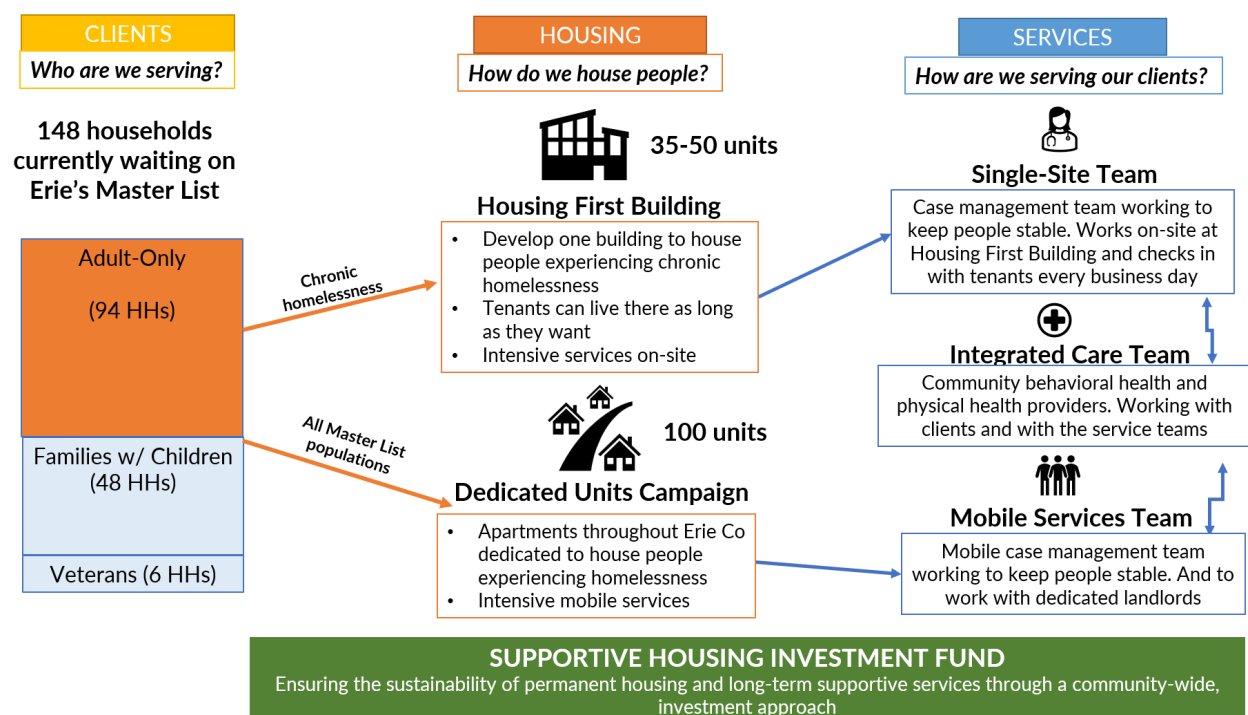 CLIENTS
Who are we serving?
148 households
currently waiting on
Erie's Master List
Adult-Only
(94 HHs)
Families w/ Children
(48 HHs)
Veterans (6 HHs)
Chronic
homelessness
All Master List
populations
HOUSING
How do we house people?
35-50 units
Housing First Building
• Develop one building to house
people experiencing chronic
homelessness
• Tenants can live there as long
as they want
• Intensive services on-site
100 units
Dedicated Units Campaign
• Apartments throughout Erie Co
dedicated to house people
experiencing homelessness
• Intensive mobile services
SERVICES
How are we serving our clients?
Single-Site Team
Case management team working to
keep people stable. Works on-site at
Housing First Building and checks in
with tenants every business day
Integrated Care Team
Community behavioral health and
physical health providers. Working with
clients and with the service teams
Mobile Services Team
Mobile case management team
working to keep people stable. And to
work with dedicated landlords
SUPPORTIVE HOUSING INVESTMENT FUND
Ensuring the sustainability of permanent housing and long-term supportive services through a community-wide,
investment approach